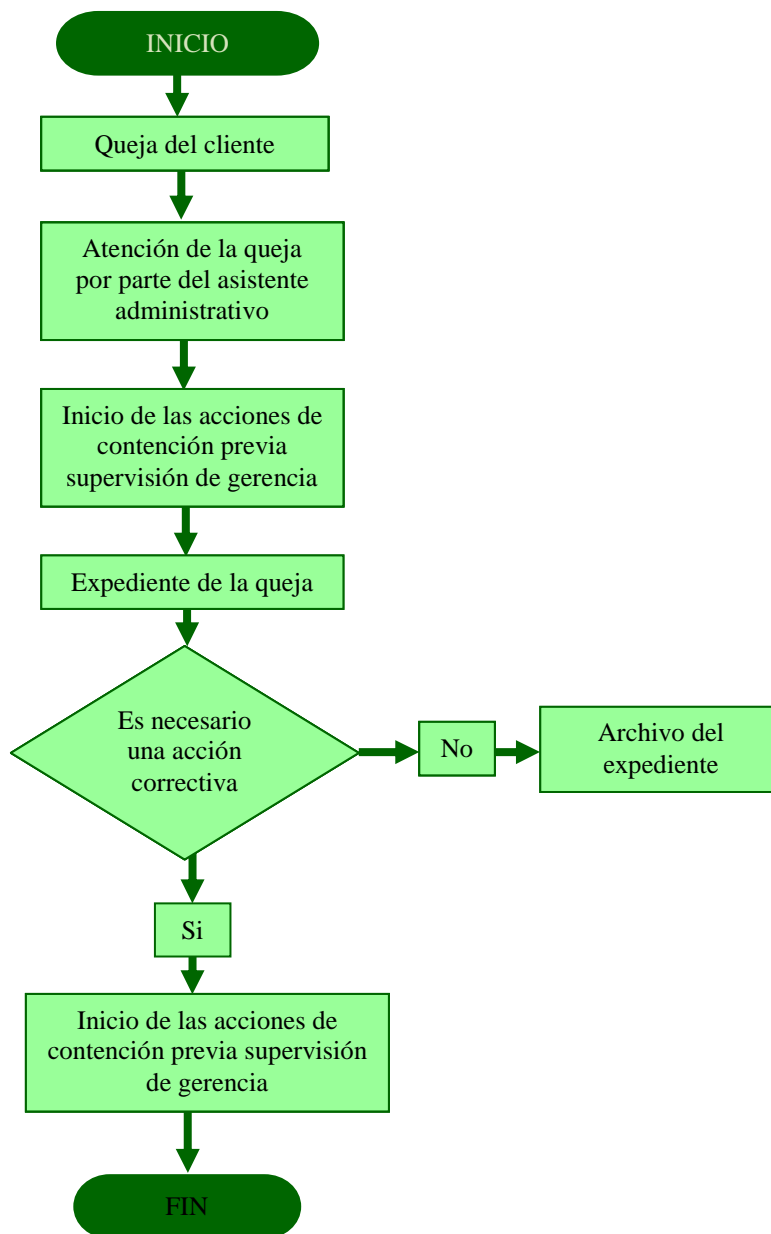 INICIO
Queja del cliente
Atención de la queja
por parte del asistente
administrativo
Inicio de las acciones de
contención previa
supervisión de gerencia
Expediente de la queja
Es necesario
una acción
correctiva
No
Archivo del
expediente
Si
Inicio de las acciones de
contención previa supervisión
de gerencia
FIN